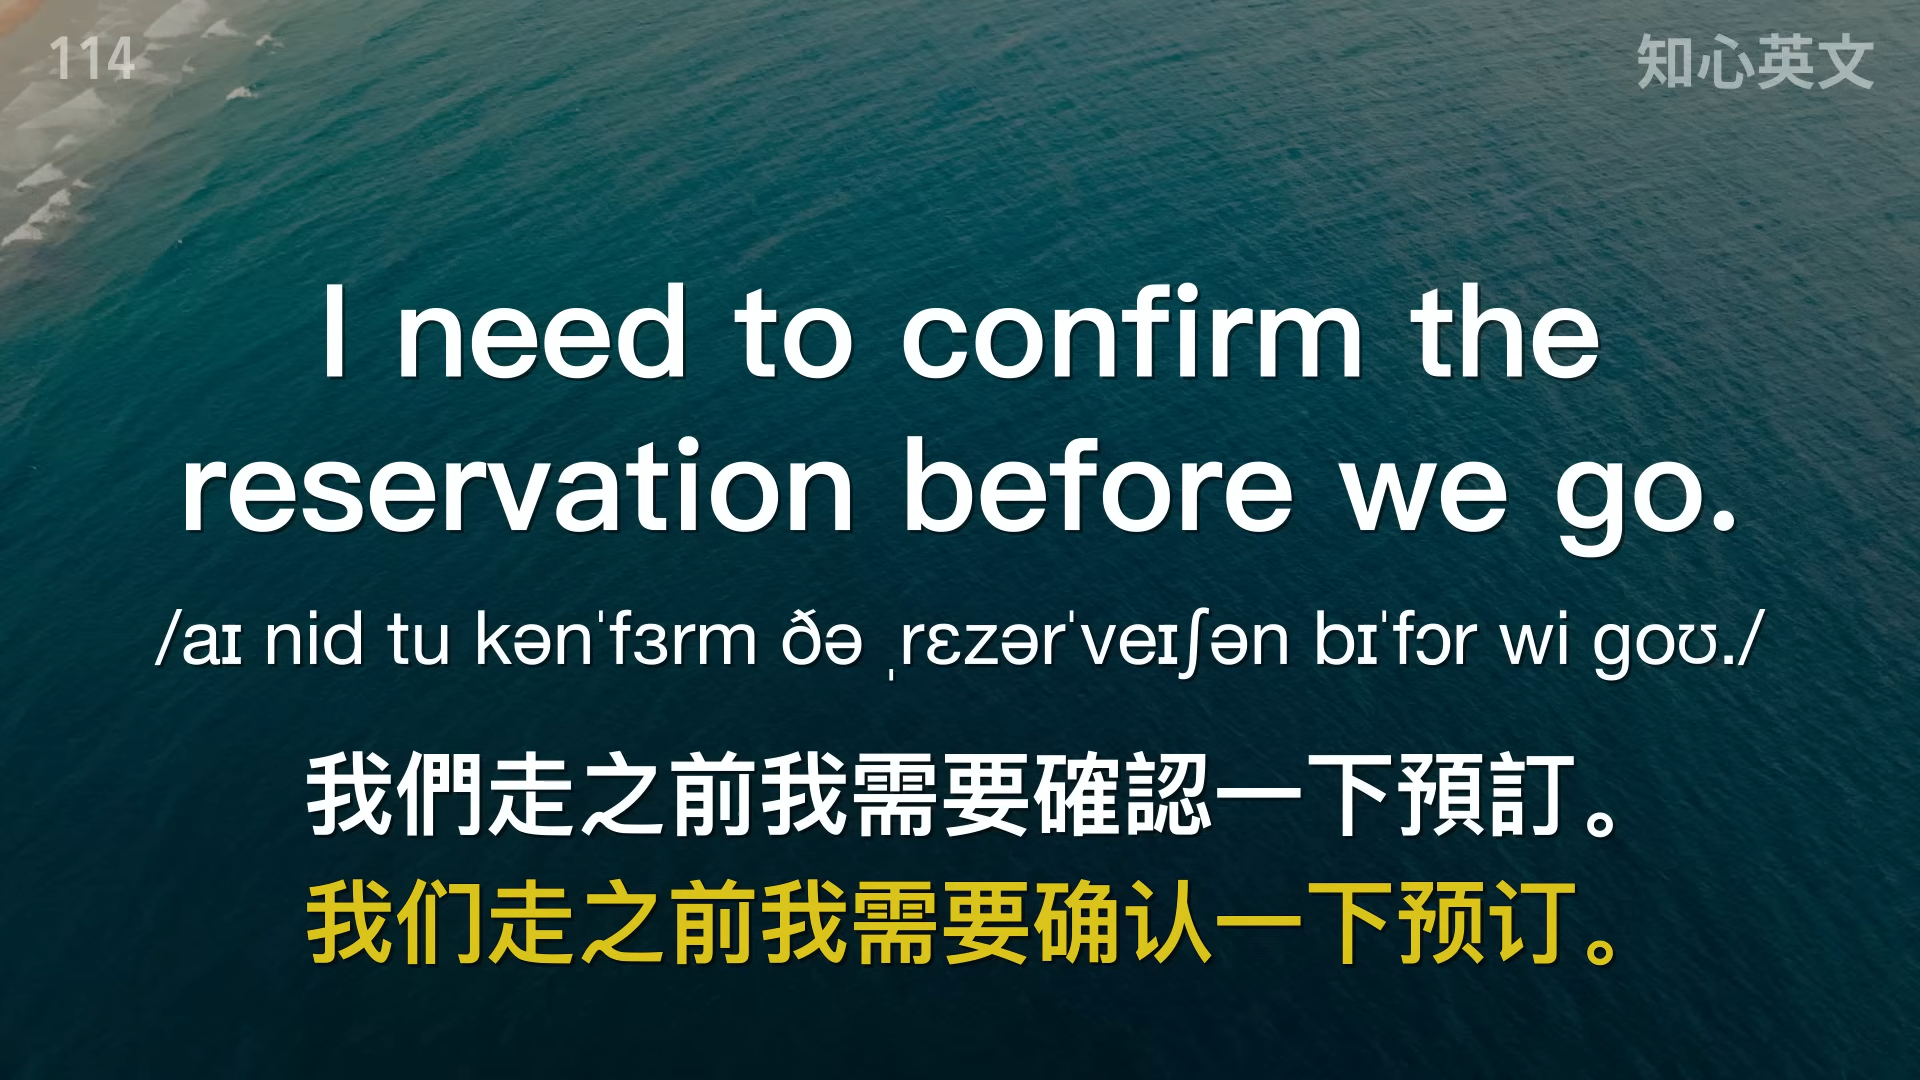 114
知心英文
I need to confirm the
reservation before we go.
/aɪ nid tu kənˈfɜrm ðə ˌrɛzərˈveɪʃən bɪˈfɔr wi goʊ./
我們走之前我需要確認一下預訂。
我们走之前我需要确认一下预订。